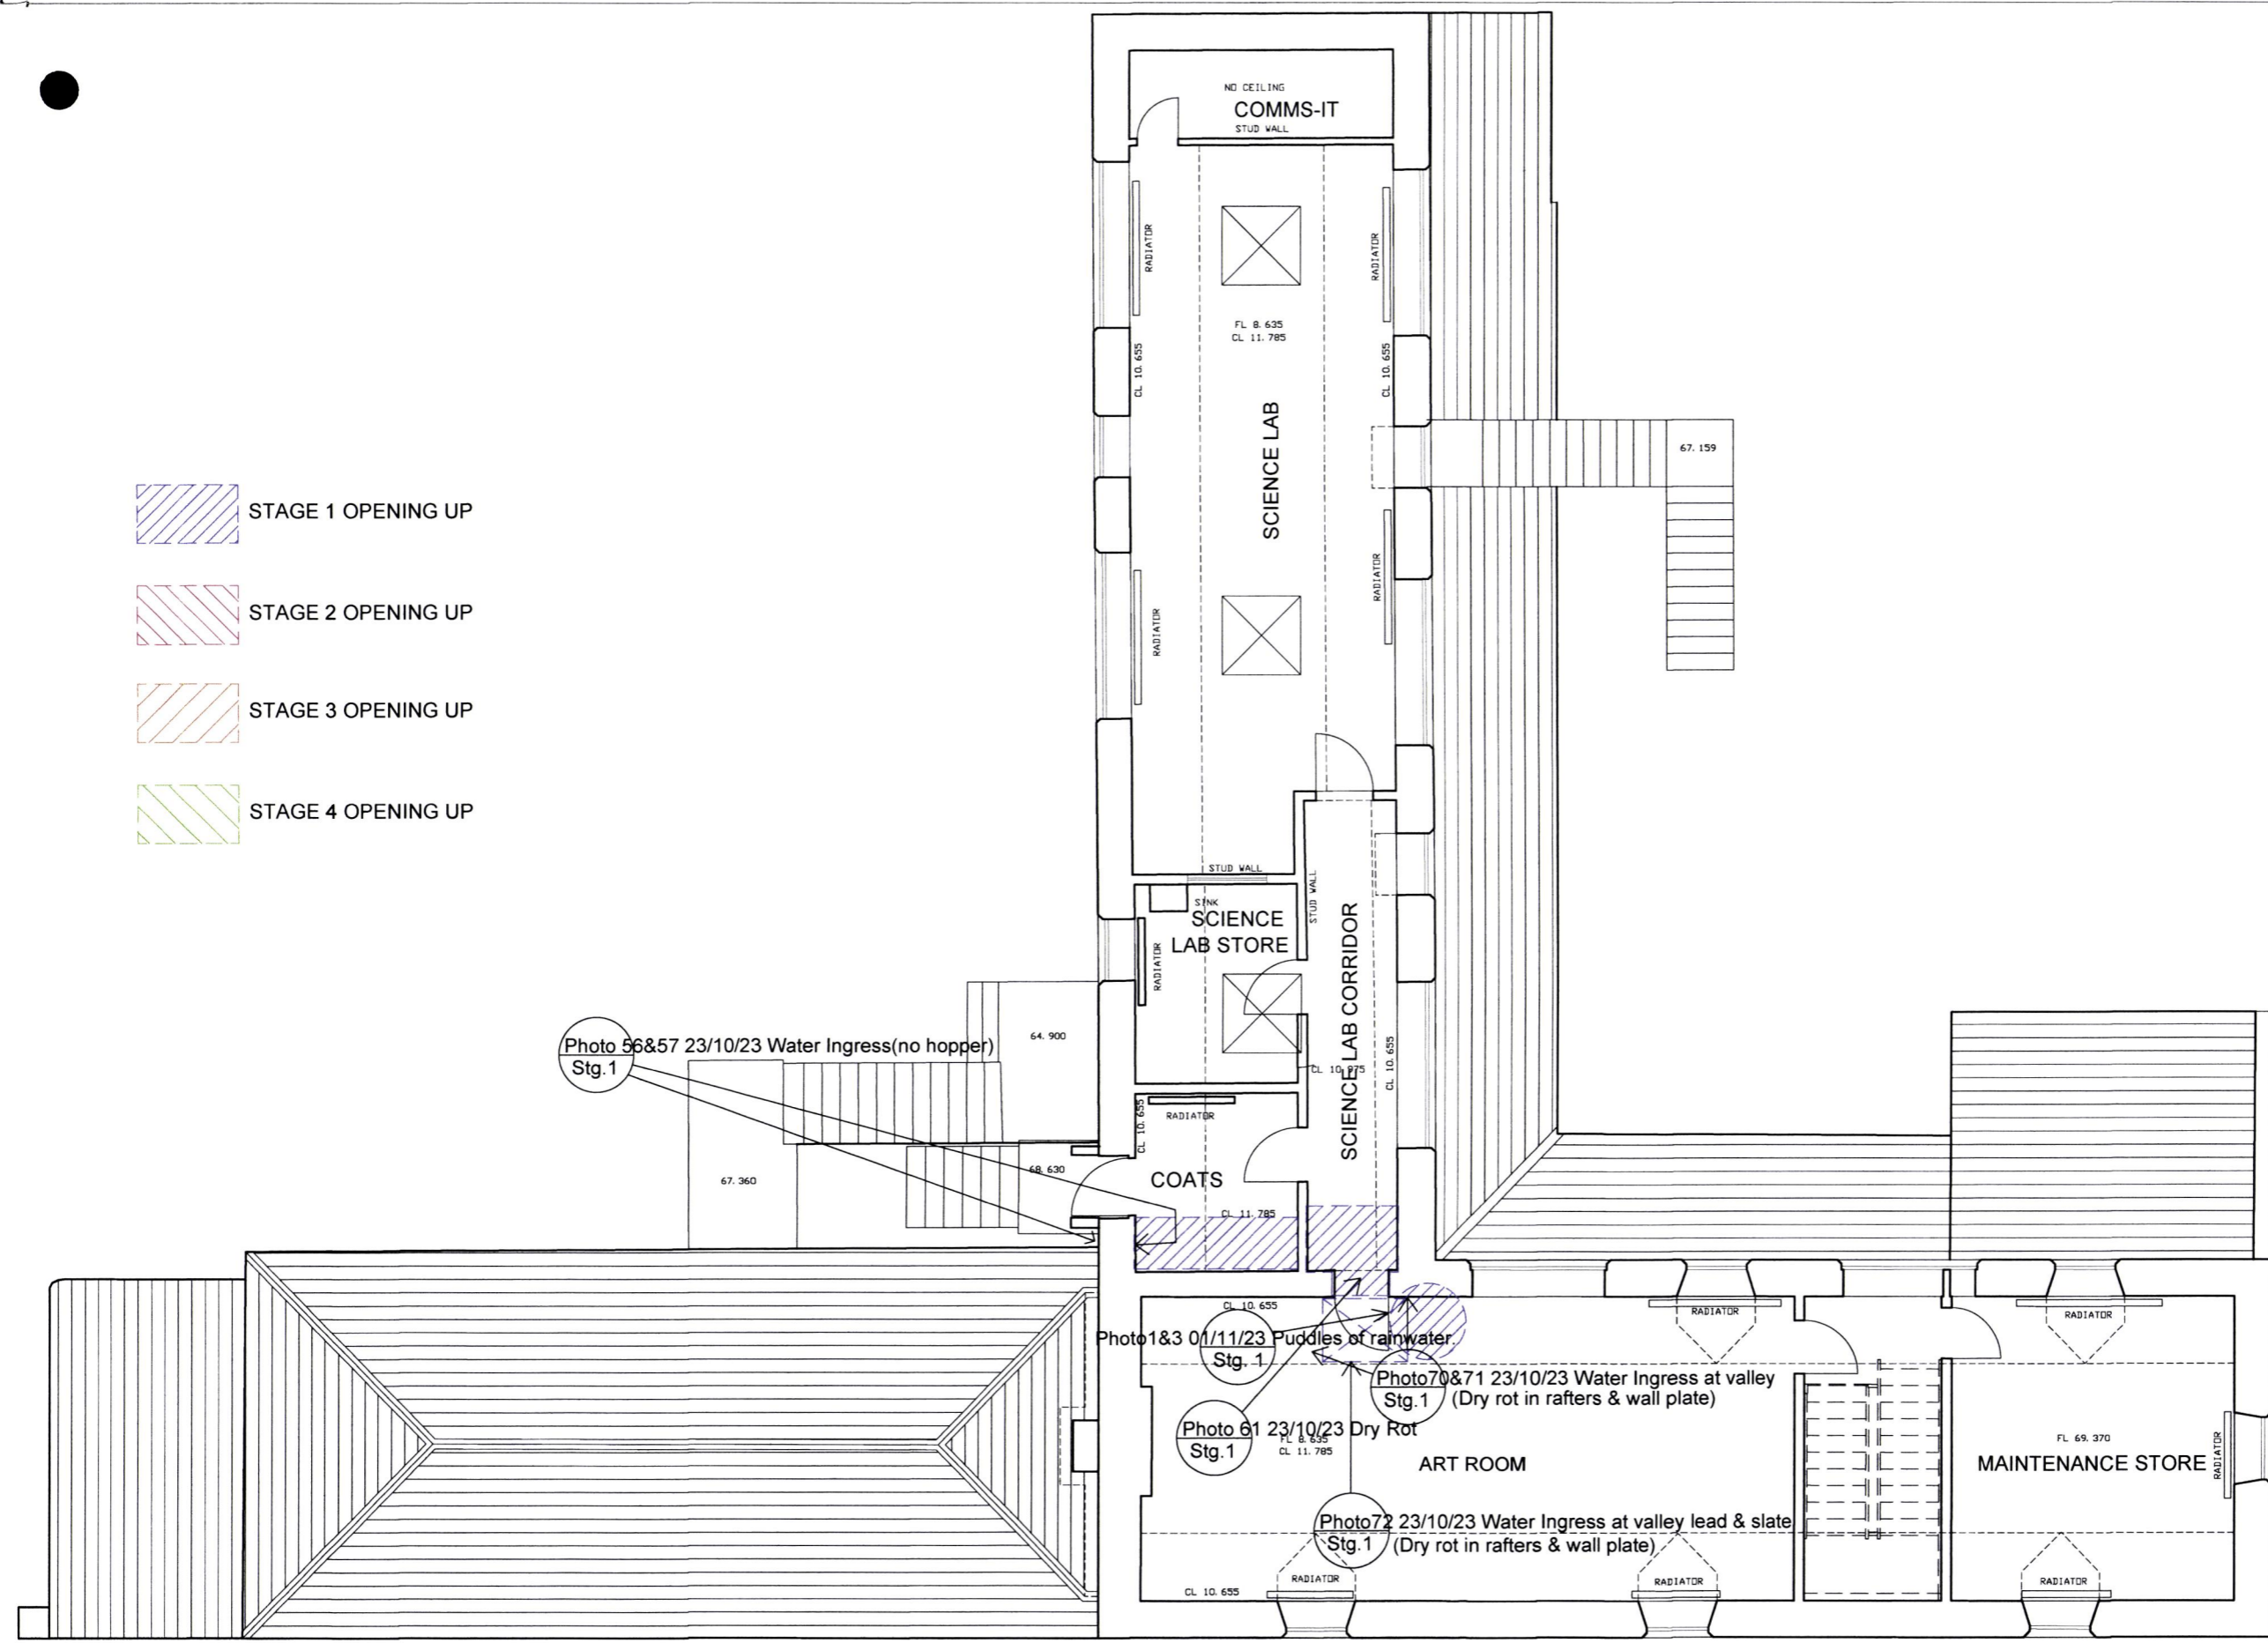 NO CEILING
COMMS-IT
STUD WALL
RADIATOR
RADIATOR
FL 8.635
CL 11.785
CL 10.655
CL 10.655
SCIENCE LAB
67.159
STAGE 1 OPENING UP
STAGE 2 OPENING UP
STAGE 3 OPENING UP
STAGE 4 OPENING UP
RADIATOR
RADIATOR
STUD WALL
STUD WALL
SINK
SCIENCE
LAB STORE
RADIATOR
SCIENCE LAB CORRIDOR
CL 10.655
CL 10.975
64.900
Photo 56&57 23/10/23 Water Ingress(no hopper)
Stg.1
RADIATOR
CL 10.655
68.630
67.360
COATS
CL 11.785
CL 10.655
Photo1&3 01/11/23 Puddles of rainwater.
Stg. 1
RADIATOR
RADIATOR
Photo70&71 23/10/23 Water Ingress at valley
Stg.1 (Dry rot in rafters & wall plate)
Photo 61 23/10/23 Dry Rot
Stg.1
FL 8.635
CL 11.785
ART ROOM
FL 69.370
MAINTENANCE STORE
RADIATOR
Photo72 23/10/23 Water Ingress at valley lead & slate
Stg.1 (Dry rot in rafters & wall plate)
CL 10.655
RADIATOR
RADIATOR
RADIATOR